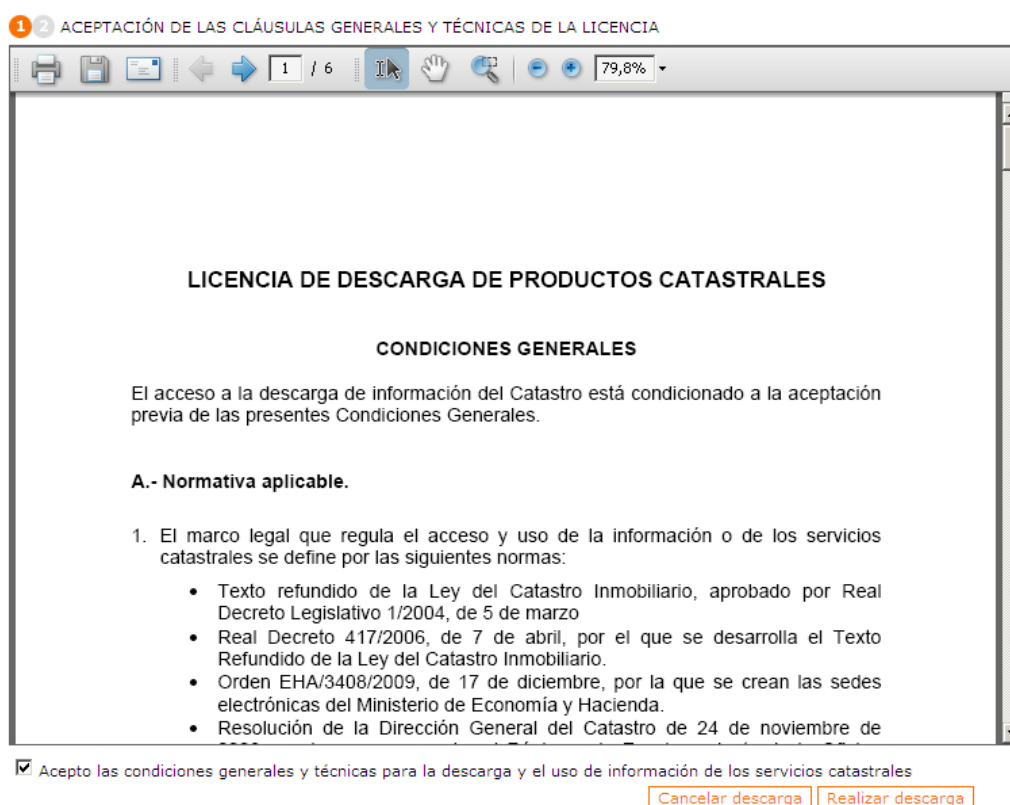 1 2 ACEPTACIÓN DE LAS CLÁUSULAS GENERALES Y TÉCNICAS DE LA LICENCIA
1 / 6 79,8%
LICENCIA DE DESCARGA DE PRODUCTOS CATASTRALES
CONDICIONES GENERALES
El acceso a la descarga de información del Catastro está condicionado a la aceptación
previa de las presentes Condiciones Generales.
A.- Normativa aplicable.
1. El marco legal que regula el acceso y uso de la información o de los servicios
catastrales se define por las siguientes normas:
• Texto refundido de la Ley del Catastro Inmobiliario, aprobado por Real
Decreto Legislativo 1/2004, de 5 de marzo
• Real Decreto 417/2006, de 7 de abril, por el que se desarrolla el Texto
Refundido de la Ley del Catastro Inmobiliario.
• Orden EHA/3408/2009, de 17 de diciembre, por la que se crean las sedes
electrónicas del Ministerio de Economía y Hacienda.
• Resolución de la Dirección General del Catastro de 24 de noviembre de
Acepto las condiciones generales y técnicas para la descarga y el uso de información de los servicios catastrales
Cancelar descarga Realizar descarga